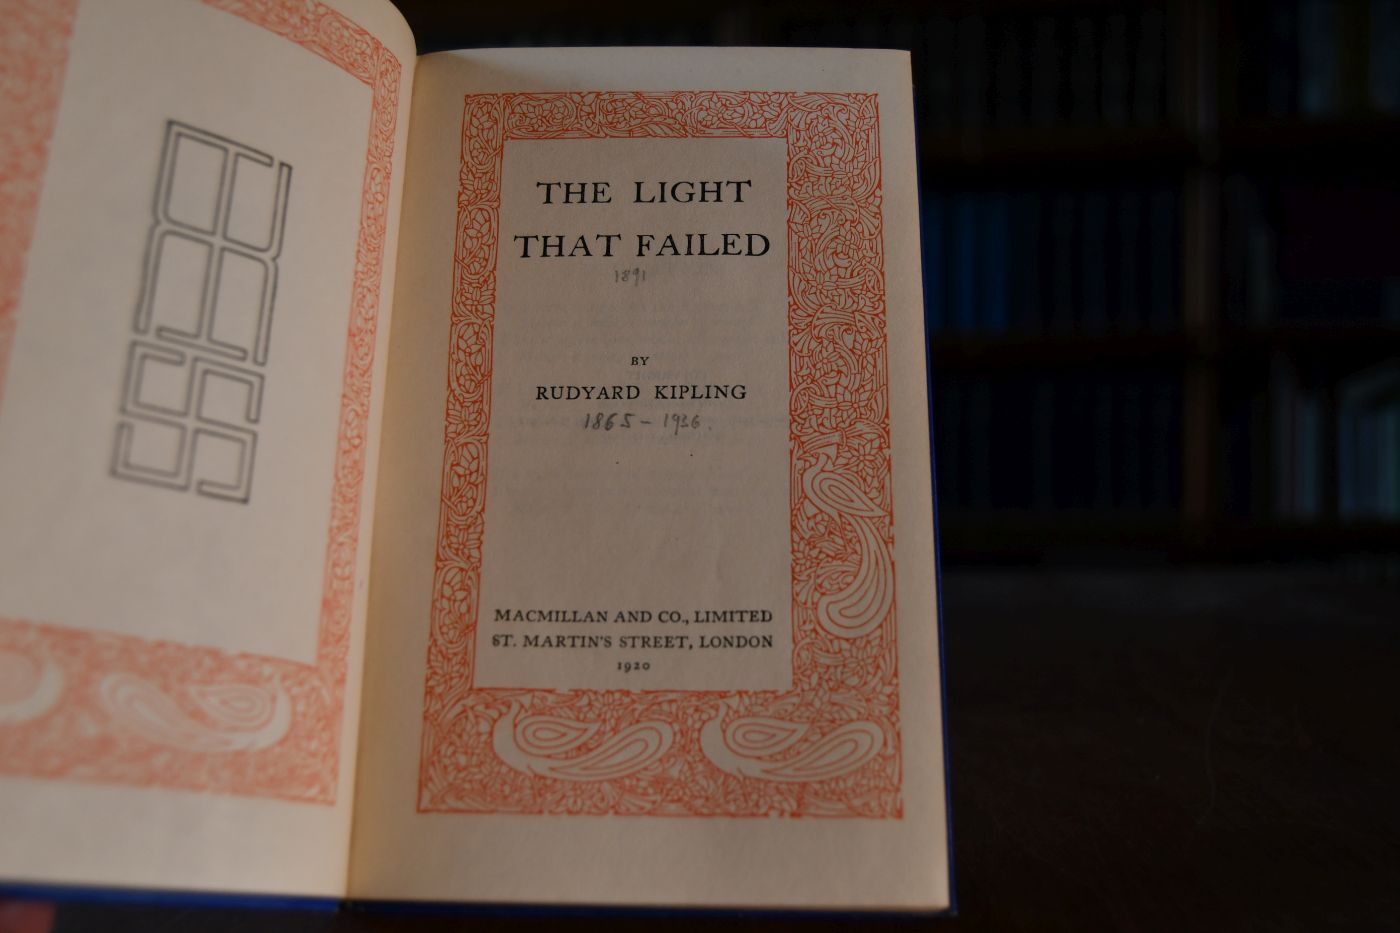 THE LIGHT
THAT FAILED
1891
BY
RUDYARD KIPLING
1865 - 1936.
MACMILLAN AND CO., LIMITED
ST. MARTIN'S STREET, LONDON
1920